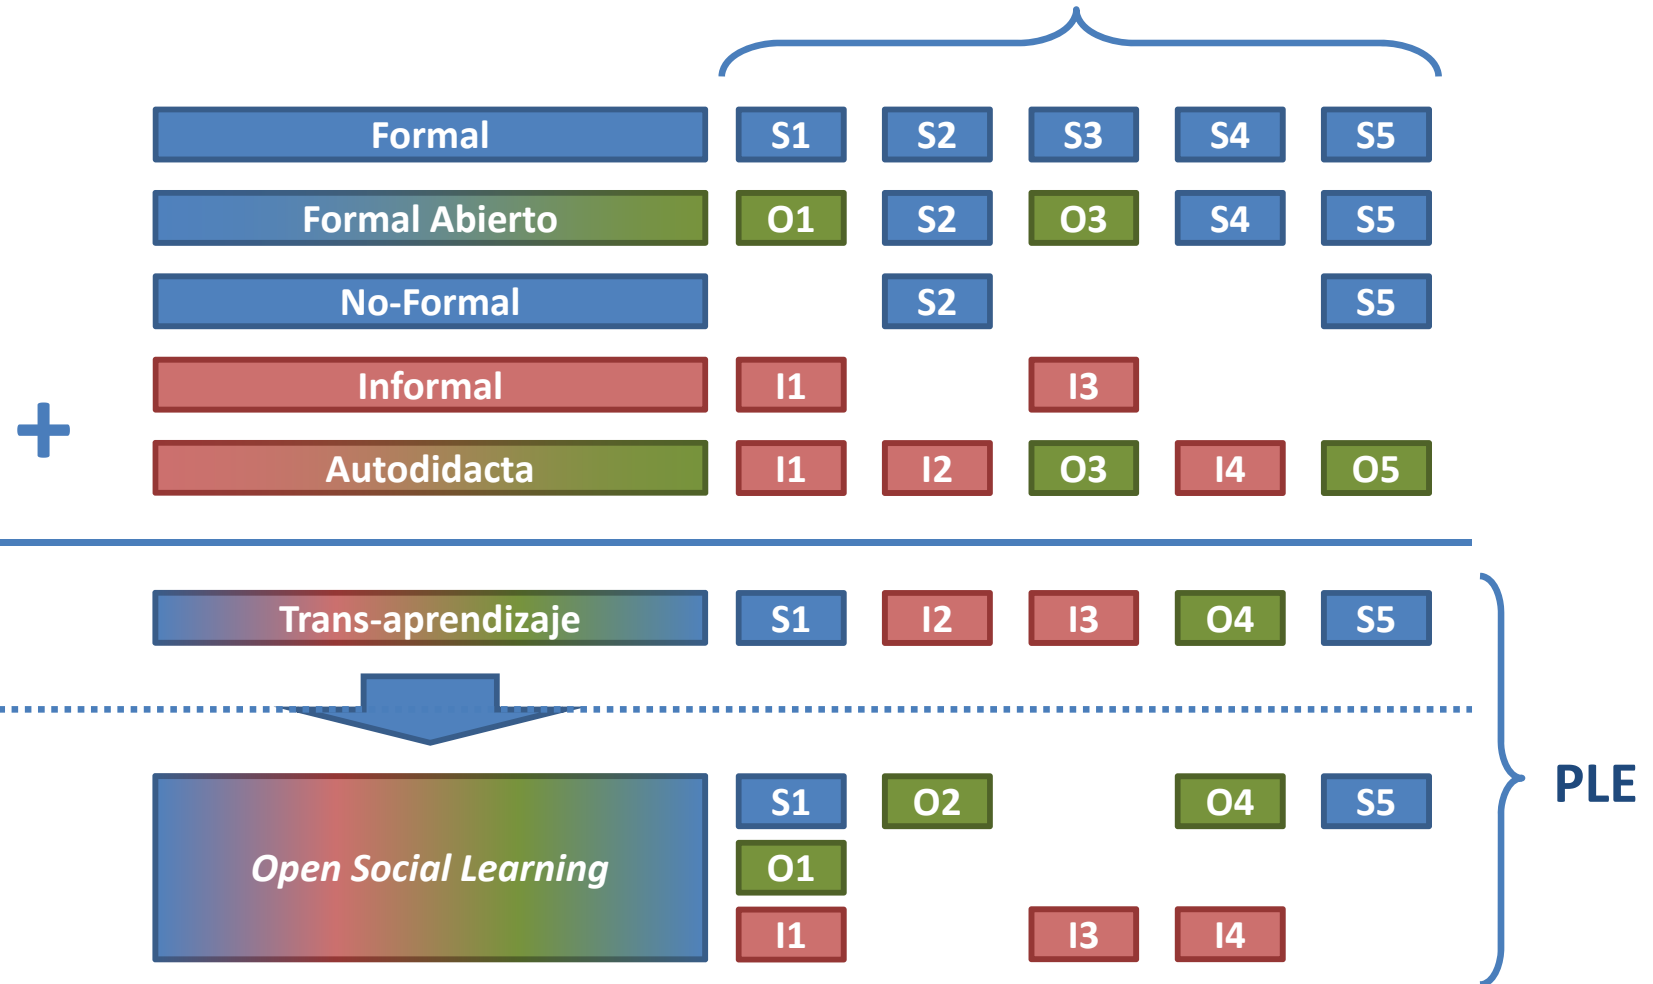 Formal S1 S2 S3 S4 S5
Formal Abierto O1 S2 O3 S4 S5
No-Formal S2 S5
Informal I1 I3
+
Autodidacta I1 I2 O3 I4 O5
Trans-aprendizaje S1 I2 I3 O4 S5
S1 O2 O4 S5
PLE
Open Social Learning O1
I1 I3 I4